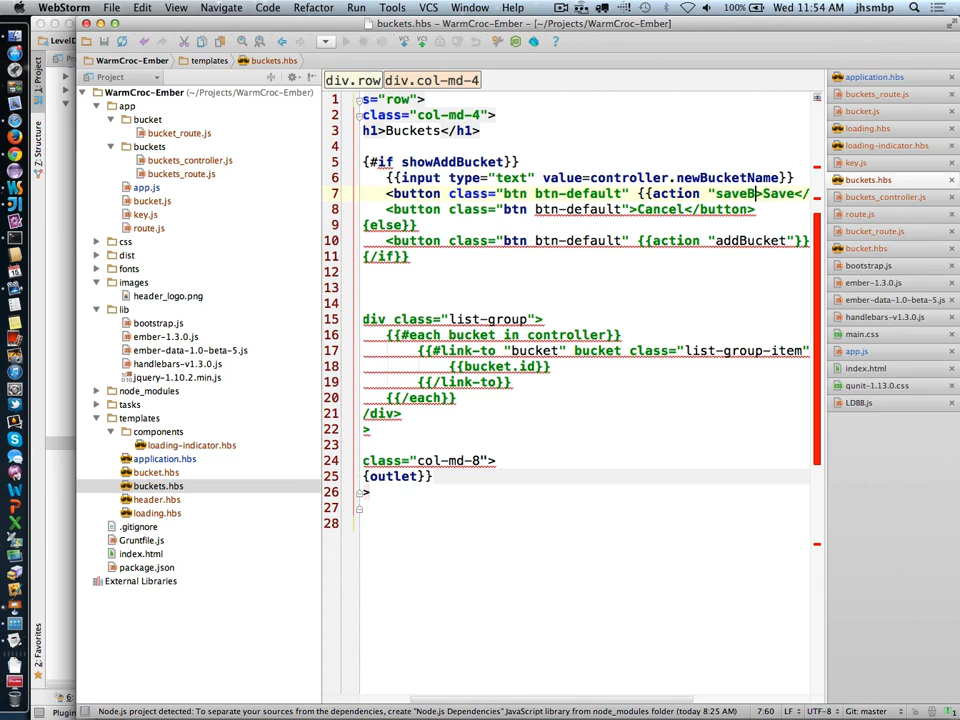 WebStorm File Edit View Navigate Code Refactor Run Tools VCS Window Help 100% Wed 11:54 AM jhsmbp
buckets.hbs - [buckets.hbs] - WarmCroc-Ember - [~/Projects/WarmCroc-Ember]
WarmCroc-Ember templates buckets.hbs
Project
div.row div.col-md-4
WarmCroc-Ember (~/Projects/WarmCroc-Ember)
app
bucket
bucket_route.js
buckets
buckets_controller.js
buckets_route.js
app.js
bucket.js
key.js
route.js
css
dist
fonts
images
header_logo.png
lib
bootstrap.js
ember-1.3.0.js
ember-data-1.0-beta-5.js
handlebars-v1.3.0.js
jquery-1.10.2.min.js
node_modules
tasks
templates
components
loading-indicator.hbs
application.hbs
bucket.hbs
buckets.hbs
header.hbs
loading.hbs
.gitignore
Gruntfile.js
index.html
package.json
External Libraries
1 s="row">
2 class="col-md-4">
3 h1>Buckets</h1>
4
5 {#if showAddBucket}}
6 {{input type="text" value=controller.newBucketName}}
7 <button class="btn btn-default" {{action "saveB>Save</
8 <button class="btn btn-default">Cancel</button>
9 {else}}
10 <button class="btn btn-default" {{action "addBucket"}}
11 {/if}}
12
13
14
15 div class="list-group">
16 {{#each bucket in controller}}
17 {{#link-to "bucket" bucket class="list-group-item"
18 {{bucket.id}}
19 {{/link-to}}
20 {{/each}}
21 /div>
22 >
23
24 class="col-md-8">
25 {outlet}}
26 >
27
28
application.hbs
buckets_route.js
bucket.js
loading.hbs
loading-indicator.hbs
key.js
buckets.hbs
buckets_controller.js
route.js
bucket_route.js
bucket.hbs
bootstrap.js
ember-1.3.0.js
ember-data-1.0-beta-5.js
handlebars-v1.3.0.js
main.css
app.js
index.html
qunit-1.13.0.css
LDBB.js
1: Project
7: Structure
2: Favorites
LevelD
Plugin
Node.js project detected: To separate your sources from the dependencies, create "Node.js Dependencies" JavaScript library from node_modules folder (today 8:25 AM) 7:60 LF UTF-8 Git: master